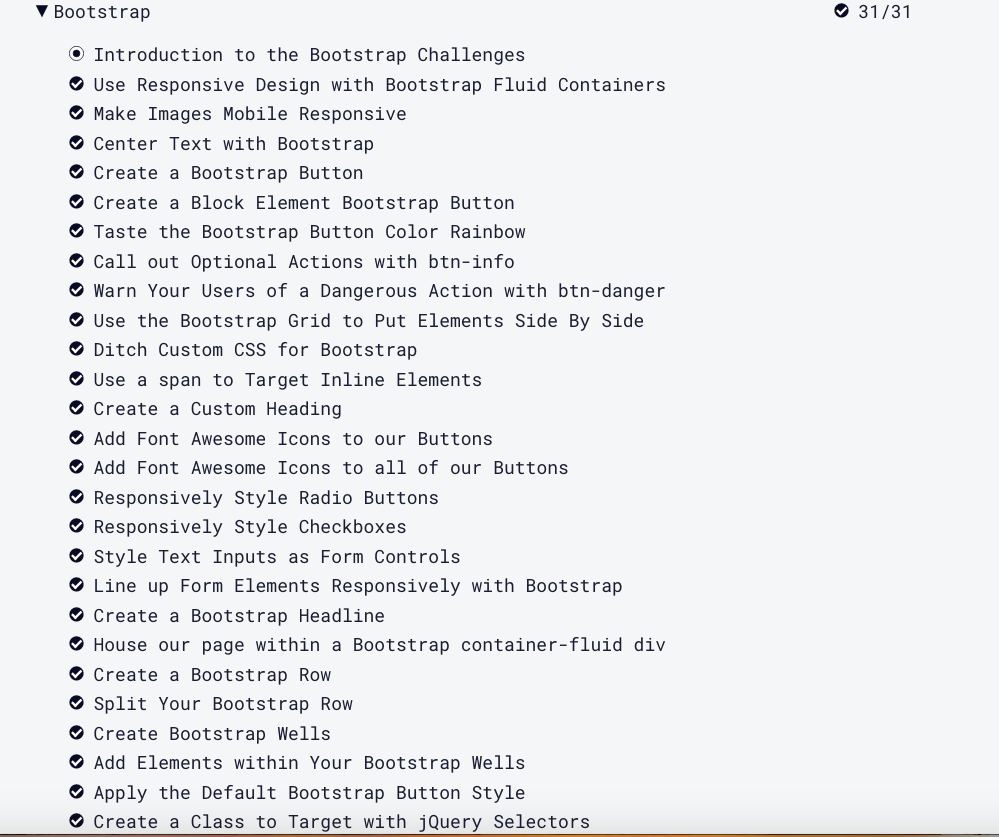 Bootstrap 31/31
Introduction to the Bootstrap Challenges
Use Responsive Design with Bootstrap Fluid Containers
Make Images Mobile Responsive
Center Text with Bootstrap
Create a Bootstrap Button
Create a Block Element Bootstrap Button
Taste the Bootstrap Button Color Rainbow
Call out Optional Actions with btn-info
Warn Your Users of a Dangerous Action with btn-danger
Use the Bootstrap Grid to Put Elements Side By Side
Ditch Custom CSS for Bootstrap
Use a span to Target Inline Elements
Create a Custom Heading
Add Font Awesome Icons to our Buttons
Add Font Awesome Icons to all of our Buttons
Responsively Style Radio Buttons
Responsively Style Checkboxes
Style Text Inputs as Form Controls
Line up Form Elements Responsively with Bootstrap
Create a Bootstrap Headline
House our page within a Bootstrap container-fluid div
Create a Bootstrap Row
Split Your Bootstrap Row
Create Bootstrap Wells
Add Elements within Your Bootstrap Wells
Apply the Default Bootstrap Button Style
Create a Class to Target with jQuery Selectors